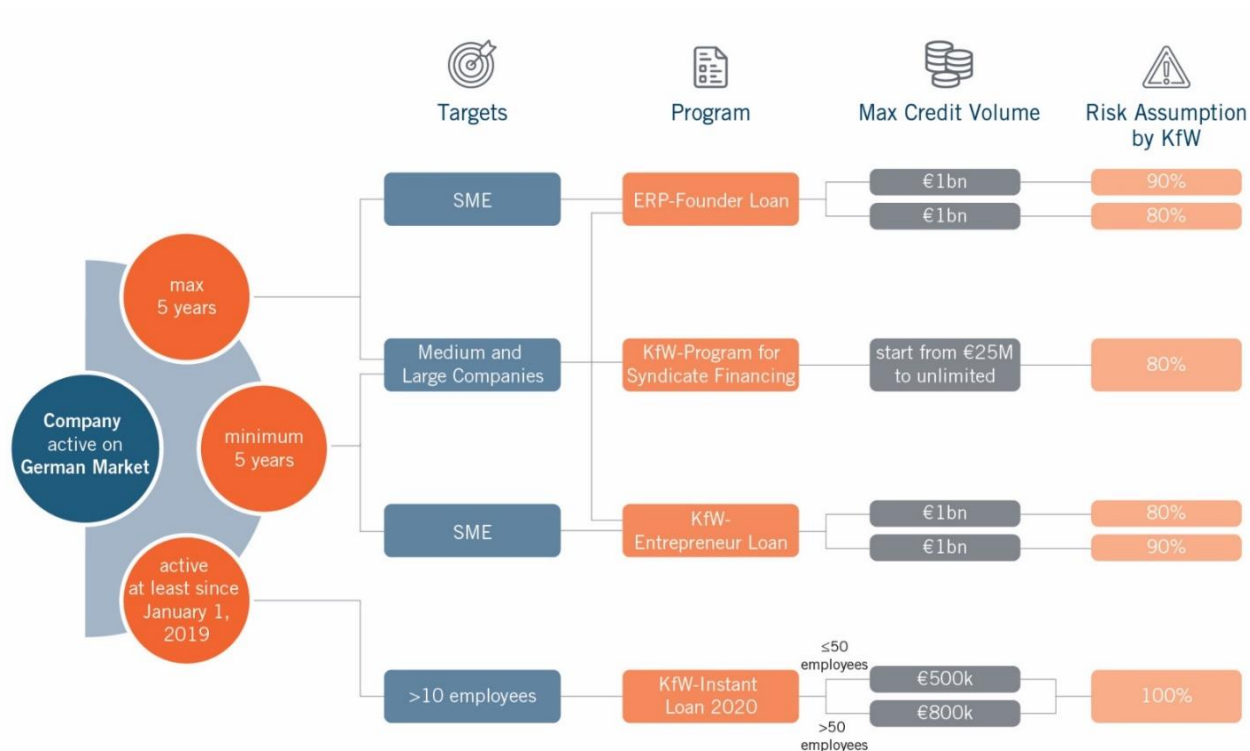 Targets
Program
Max Credit Volume
Risk Assumption
by KfW
SME
ERP-Founder Loan
€1bn
90%
€1bn
80%
max
5 years
Medium and
Large Companies
KfW-Program for
Syndicate Financing
start from €25M
to unlimited
80%
Company
active on
German Market
minimum
5 years
SME
KfW-
Entrepreneur Loan
€1bn
80%
€1bn
90%
active
at least since
January 1,
2019
>10 employees
KfW-Instant
Loan 2020
≤50
employees
€500k
€800k
>50
employees
100%